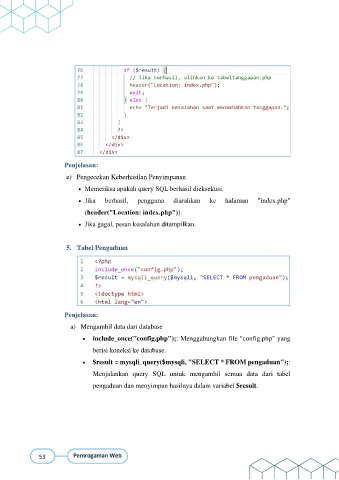 76 if ($result) {
77 // Jika berhasil, alihkan ke tabeltanggapan.php
78 header("Location: index.php");
79 exit;
80 } else {
81 echo "Terjadi kesalahan saat menambahkan tanggapan.";
82 }
83 }
84 ?>
85 </div>
86 </div>
87 </div>
Penjelasan:
e) Pengecekan Keberhasilan Penyimpanan
• Memeriksa apakah query SQL berhasil dieksekusi.
• Jika berhasil, pengguna diarahkan ke halaman "index.php"
(header("Location: index.php")).
• Jika gagal, pesan kesalahan ditampilkan.
5. Tabel Pengaduan
1 <?php
2 include_once("config.php");
3 $result = mysqli_query($mysqli, "SELECT * FROM pengaduan");
4 ?>
5 <!doctype html>
6 <html lang="en">
Penjelasan:
a) Mengambil data dari database
• include_once("config.php");: Menggabungkan file "config.php" yang
berisi koneksi ke database.
• $result = mysqli_query($mysqli, "SELECT * FROM pengaduan");:
Menjalankan query SQL untuk mengambil semua data dari tabel
pengaduan dan menyimpan hasilnya dalam variabel $result.
53 Pemrogaman Web